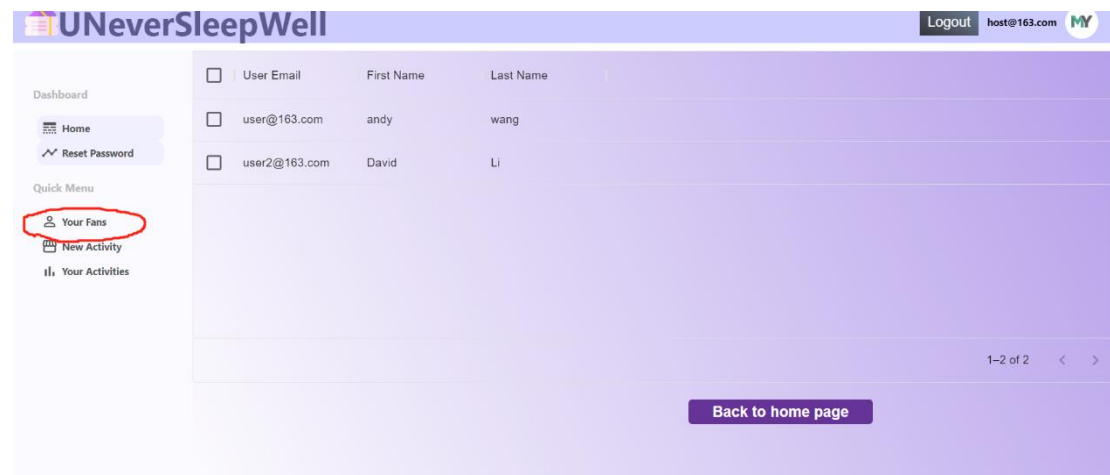 UNeverSleepWell
Logout host@163.com MY
Dashboard
Home
Reset Password
Quick Menu
Your Fans
New Activity
Your Activities
User Email First Name Last Name
user@163.com andy wang
user2@163.com David Li
1–2 of 2
Back to home page